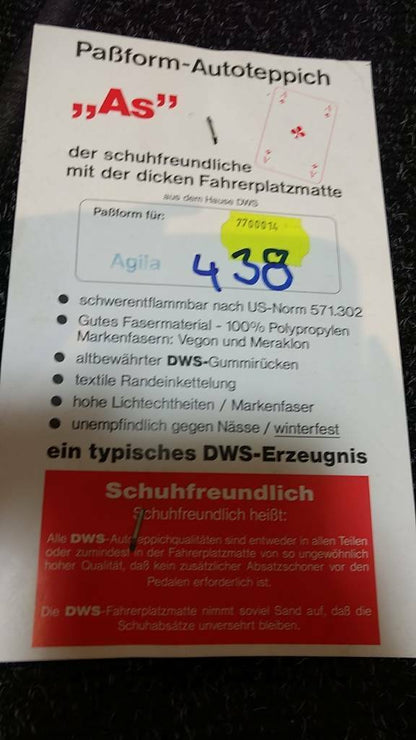 Paßform-Autoteppich
„As”
A
A
A
A
der schuhfreundliche
mit der dicken Fahrerplatzmatte
aus dem Hause DWS
Paßform für:
7700014
Agila
438
schwerentflammbar nach US-Norm 571.302
Gutes Fasermaterial - 100% Polypropylen
Markenfasern: Vegon und Meraklon
altbewährter DWS-Gummirücken
textile Randeinkettelung
hohe Lichtechtheiten / Markenfaser
unempfindlich gegen Nässe / winterfest
ein typisches DWS-Erzeugnis
Schuhfreundlich
Schuhfreundlich heißt:
Alle DWS-Autoteppichqualitäten sind entweder in allen Teilen
oder zumindest in der Fahrerplatzmatte von so ungewöhnlich
hoher Qualität, daß kein zusätzlicher Absatzschoner vor den
Pedalen erforderlich ist.
Die DWS-Fahrerplatzmatte nimmt soviel Sand auf, daß die
Schuhabsätze unversehrt bleiben.